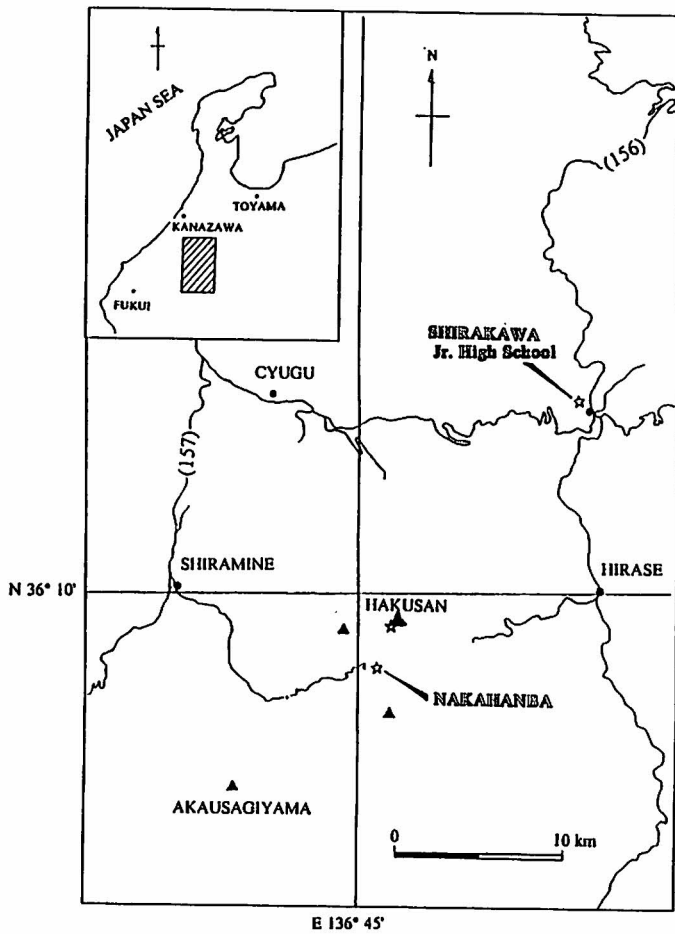 JAPAN SEA
TOYAMA
KANAZAWA
FUKUI
N
(156)
SHIRAKAWA
Jr. High School
CYUGU
(157)
SHIRAMINE
HIRASE
N 36° 10'
HAKUSAN
NAKAHANBA
AKAUSAGIYAMA
0 10 km
E 136° 45'